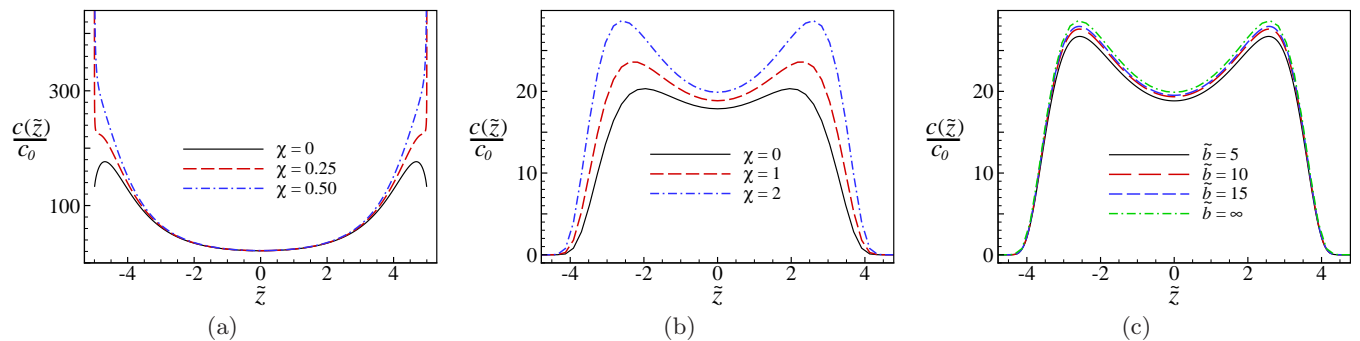 300
100
c(z̃)
c₀
χ = 0
χ = 0.25
χ = 0.50
-4 -2 0 2 4
z̃
(a)
20
10
0
c(z̃)
c₀
χ = 0
χ = 1
χ = 2
-4 -2 0 2 4
z̃
(b)
20
0
c(z̃)
c₀
b̃ = 5
b̃ = 10
b̃ = 15
b̃ = ∞
-4 -2 0 2 4
z̃
(c)